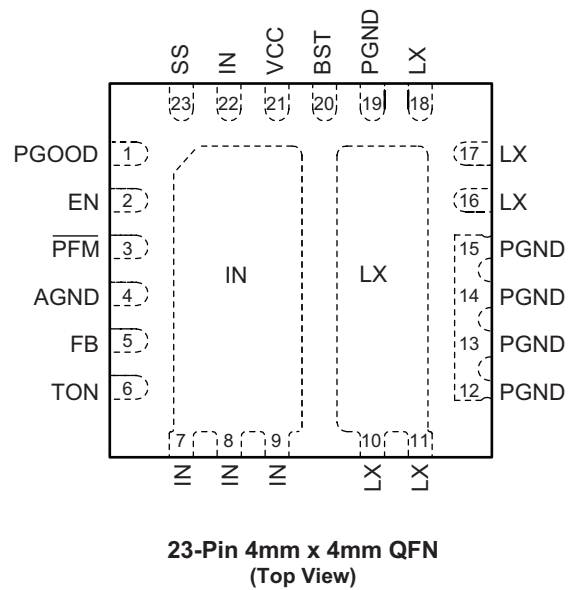 SS IN VCC BST PGND LX
23 22 21 20 19 18
PGOOD 1 17 LX
EN 2 16 LX
PFM 3 15 PGND
AGND 4 IN LX 14 PGND
FB 5 13 PGND
TON 6 12 PGND
7 8 9 10 11
IN IN IN LX LX
23-Pin 4mm x 4mm QFN
(Top View)